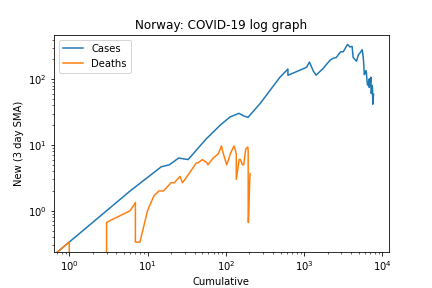 Norway: COVID-19 log graph
Cases
Deaths
New (3 day SMA)
10²
10¹
10⁰
10⁰ 10¹ 10² 10³ 10⁴
Cumulative